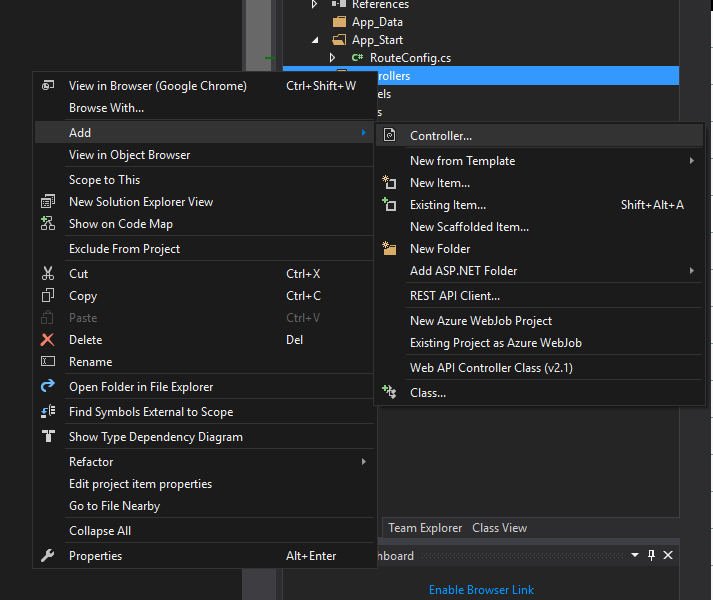 References
App_Data
App_Start
C# RouteConfig.cs
rollers
els
s
View in Browser (Google Chrome) Ctrl+Shift+W
Browse With...
Add
View in Object Browser
Scope to This
New Solution Explorer View
Show on Code Map
Exclude From Project
Cut Ctrl+X
Copy Ctrl+C
Paste Ctrl+V
Delete Del
Rename
Open Folder in File Explorer
Find Symbols External to Scope
Show Type Dependency Diagram
Refactor
Edit project item properties
Go to File Nearby
Collapse All
Properties Alt+Enter
Controller...
New from Template
New Item...
Existing Item... Shift+Alt+A
New Scaffolded Item...
New Folder
Add ASP.NET Folder
REST API Client...
New Azure WebJob Project
Existing Project as Azure WebJob
Web API Controller Class (v2.1)
Class...
Team Explorer Class View
hboard
Enable Browser Link